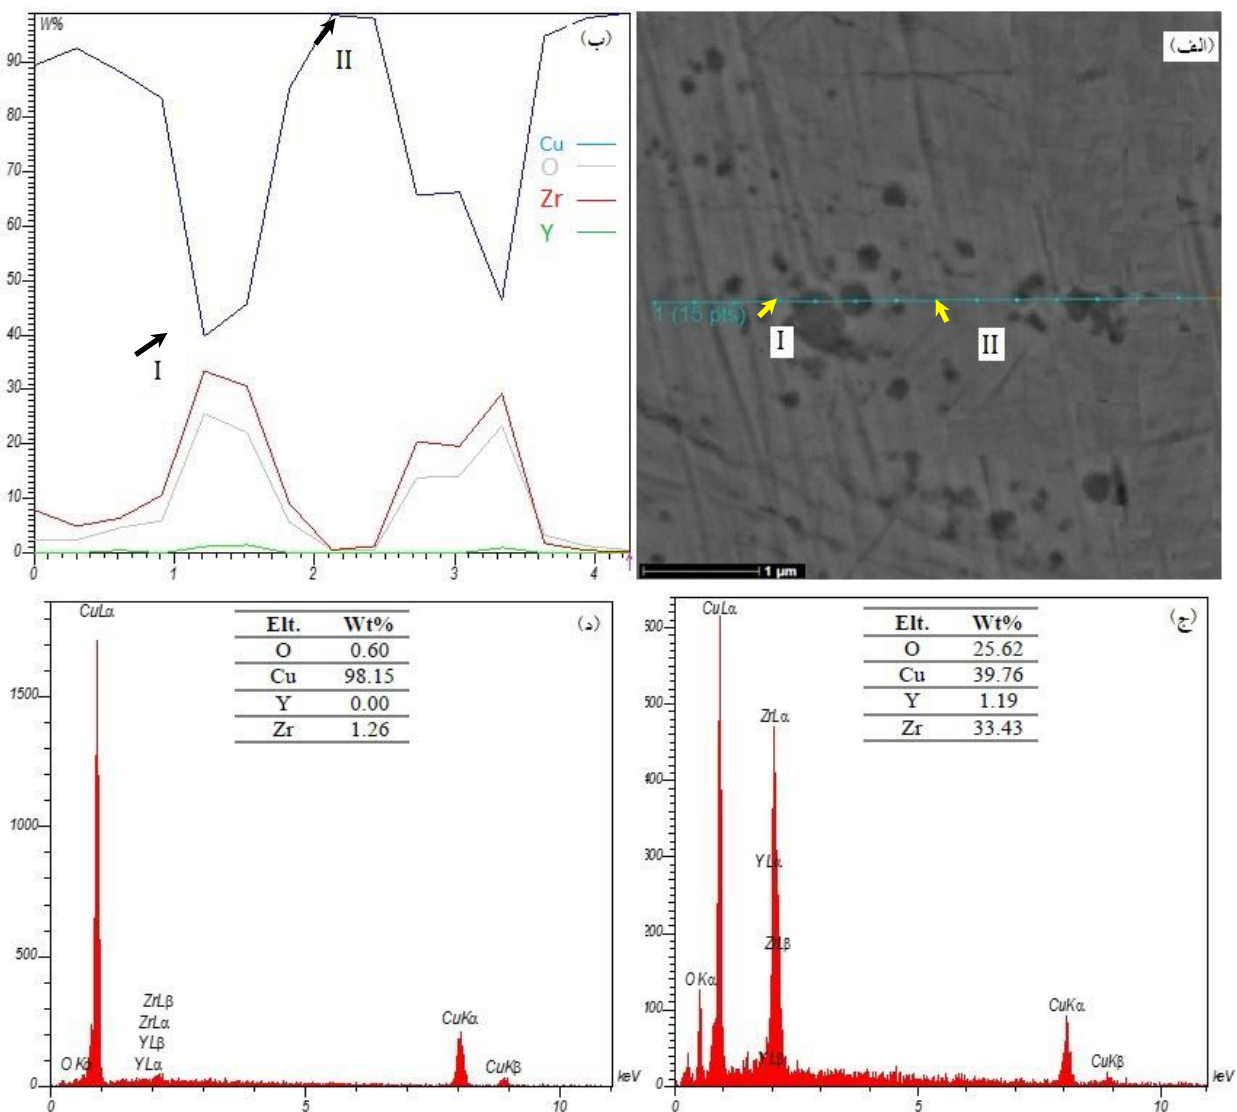 W%
(ب)
90
80
70
60
50
40
30
20
10
0
II
I
Cu
O
Zr
Y
0
1
2
3
4
(الف)
1 (15 pts)
I
II
1 µm
CuLα
(د)
Elt. Wt%
O 0.60
Cu 98.15
Y 0.00
Zr 1.26
1500
1000
500
0
ZrLβ
ZrLα
YLβ
YLα
CuKα
CuKβ
keV
0
5
10
CuLα
(ج)
Elt. Wt%
O 25.62
Cu 39.76
Y 1.19
Zr 33.43
500
400
300
200
100
0
ZrLα
YLα
ZrLβ
OKα
YLβ
CuKα
CuKβ
keV
0
5
10